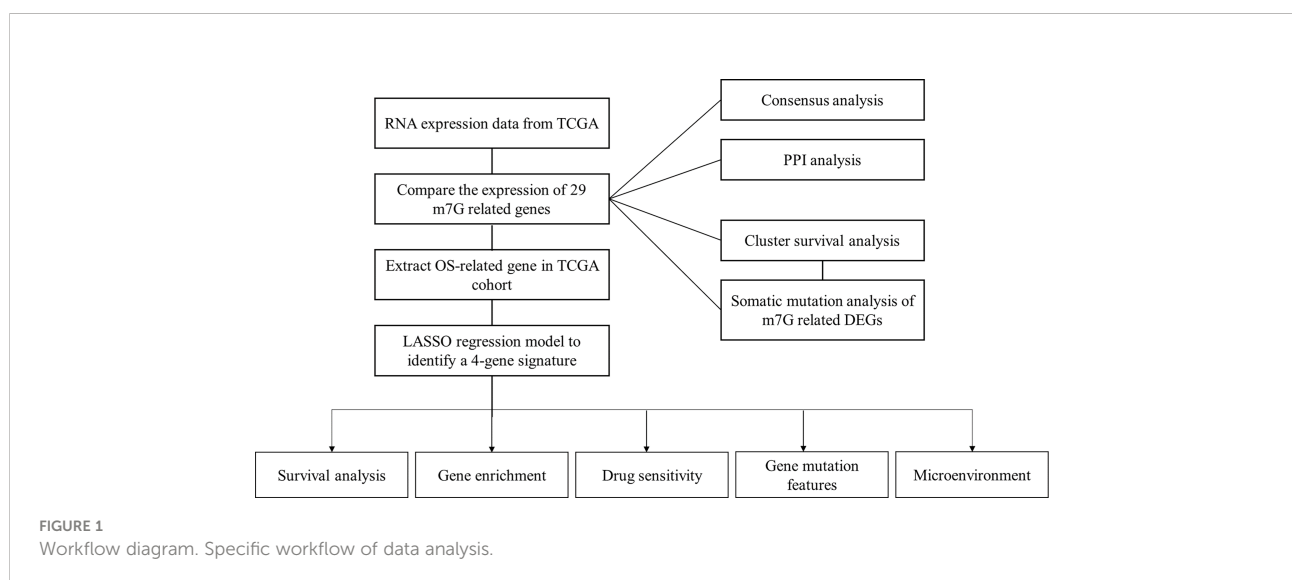 RNA expression data from TCGA
Compare the expression of 29
m7G related genes
Extract OS-related gene in TCGA
cohort
LASSO regression model to
identify a 4-gene signature
Consensus analysis
PPI analysis
Cluster survival analysis
Somatic mutation analysis of
m7G related DEGs
Survival analysis
Gene enrichment
Drug sensitivity
Gene mutation
features
Microenvironment
FIGURE 1
Workflow diagram. Specific workflow of data analysis.